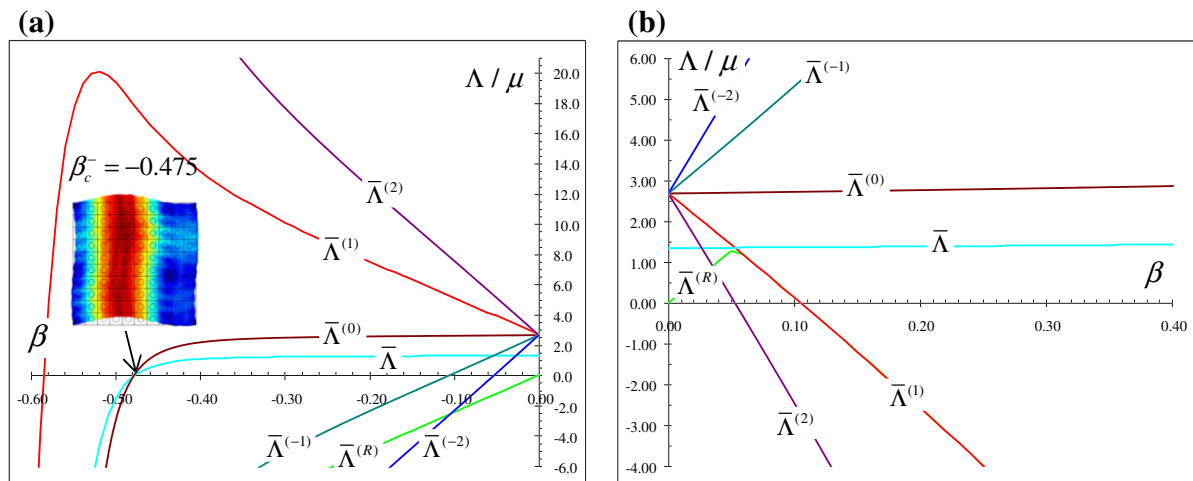 (a)
Λ / μ
20.0
18.0
16.0
14.0
12.0
10.0
8.0
6.0
4.0
2.0
0.0
-2.0
-4.0
-6.0
β_c^- = −0.475
Λ̄^(2)
Λ̄^(1)
Λ̄^(0)
Λ̄
β
-0.60 -0.50 -0.40 -0.30 -0.20 -0.10 0.00
Λ̄^(-1)
Λ̄^(R)
Λ̄^(-2)
(b)
Λ / μ
6.00
5.00
4.00
3.00
2.00
1.00
0.00
-1.00
-2.00
-3.00
-4.00
Λ̄^(-1)
Λ̄^(-2)
Λ̄^(0)
Λ̄
Λ̄^(R)
β
0.00 0.10 0.20 0.30 0.40
Λ̄^(1)
Λ̄^(2)